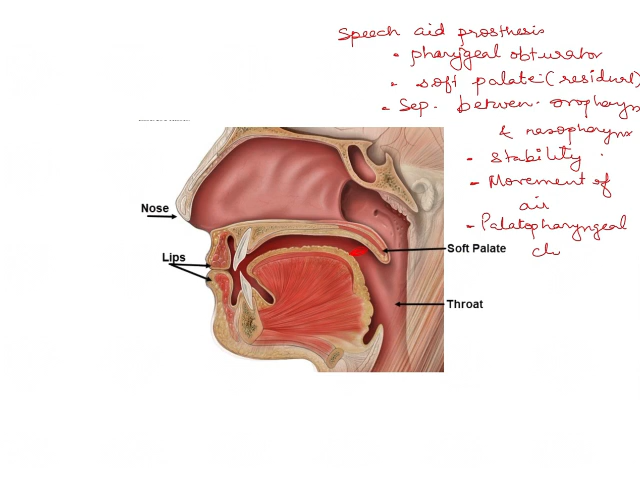 Speech aid prosthesis
• pharyngeal obturator
• soft palate (residual)
• Sep. between oropharynx
& nasopharynx
- stability
- Movement of
air
- Palatopharyngeal
clu
Nose
Lips
Soft Palate
Throat